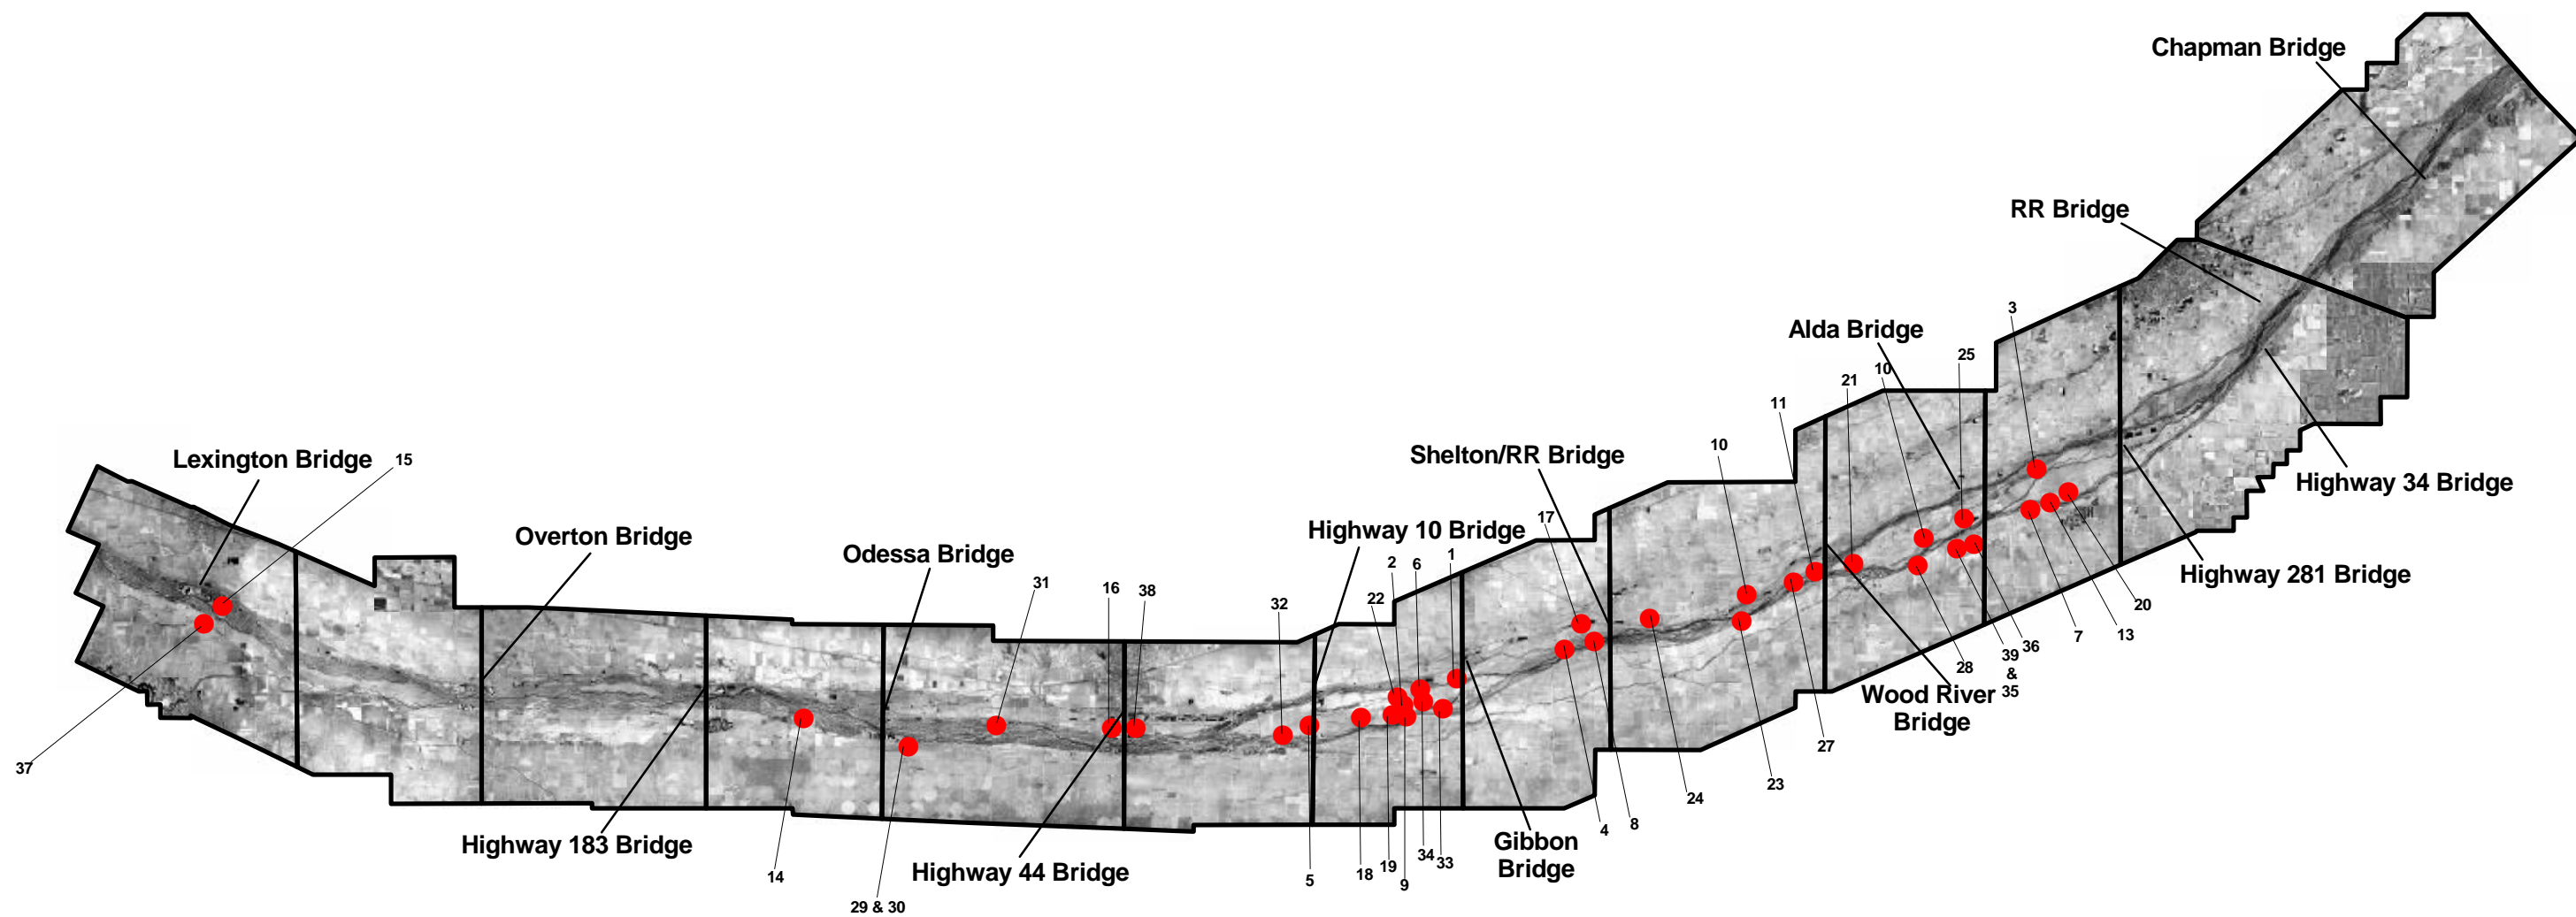 Chapman Bridge
RR Bridge
3
Alda Bridge
25
10
21
11
Shelton/RR Bridge
10
Lexington Bridge
15
Highway 34 Bridge
17
Highway 10 Bridge
Overton Bridge
Odessa Bridge
1
2
6
Highway 281 Bridge
31
22
32
16
38
20
13
7
36
39
&
35
28
Wood River
Bridge
27
37
23
24
8
4
Gibbon
Bridge
Highway 183 Bridge
34
33
19
18
9
5
Highway 44 Bridge
14
29 & 30